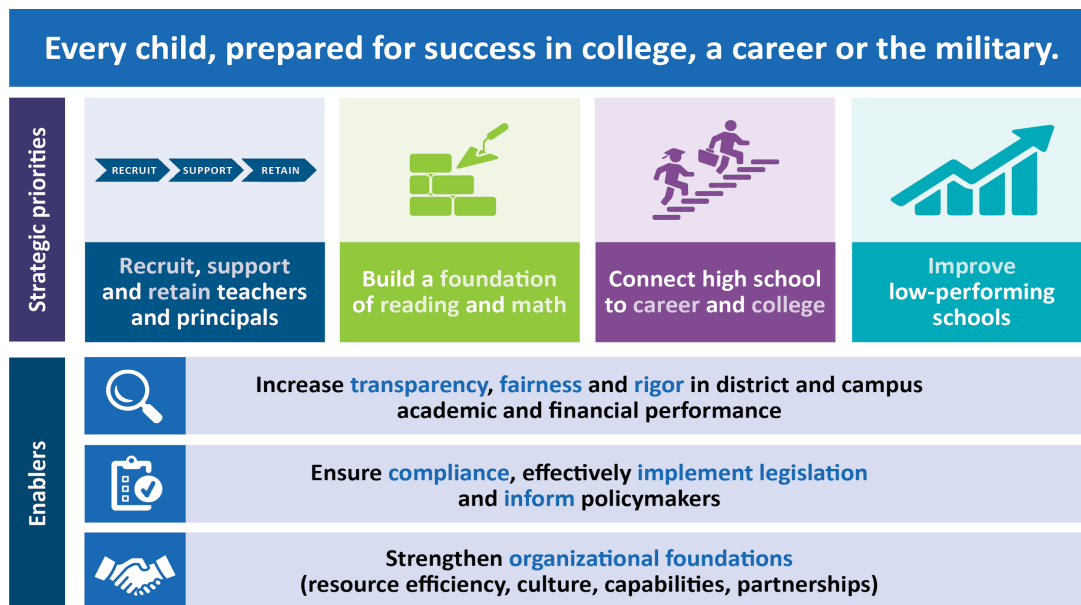 Every child, prepared for success in college, a career or the military.
Strategic priorities
RECRUIT
SUPPORT
RETAIN
Recruit, support
and retain teachers
and principals
Build a foundation
of reading and math
Connect high school
to career and college
Improve
low-performing
schools
Enablers
Increase transparency, fairness and rigor in district and campus
academic and financial performance
Ensure compliance, effectively implement legislation
and inform policymakers
Strengthen organizational foundations
(resource efficiency, culture, capabilities, partnerships)